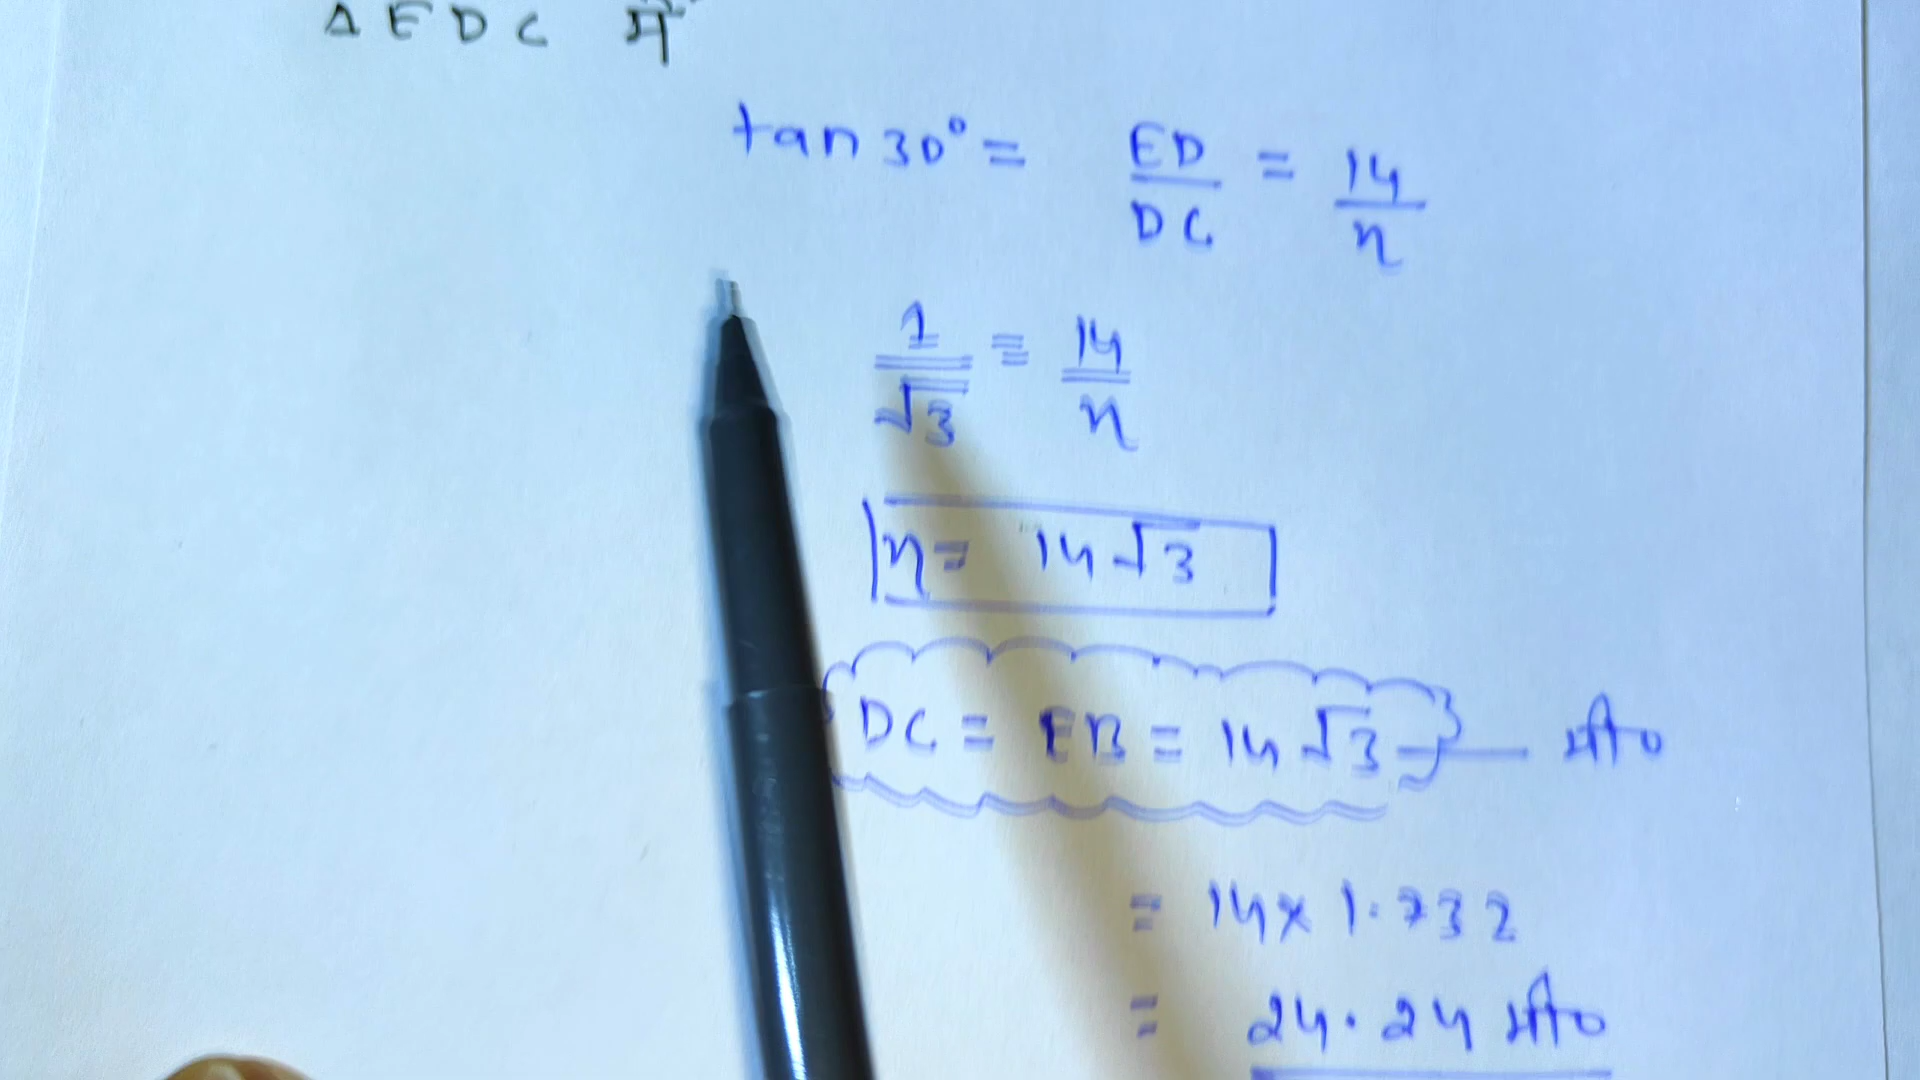 Δ EDC में
tan 30° = ED/DC = 14/x
1/√3 = 14/x
x = 14√3
DC = EB = 14√3 — मी०
= 14 × 1.732
= 24.24 मी०